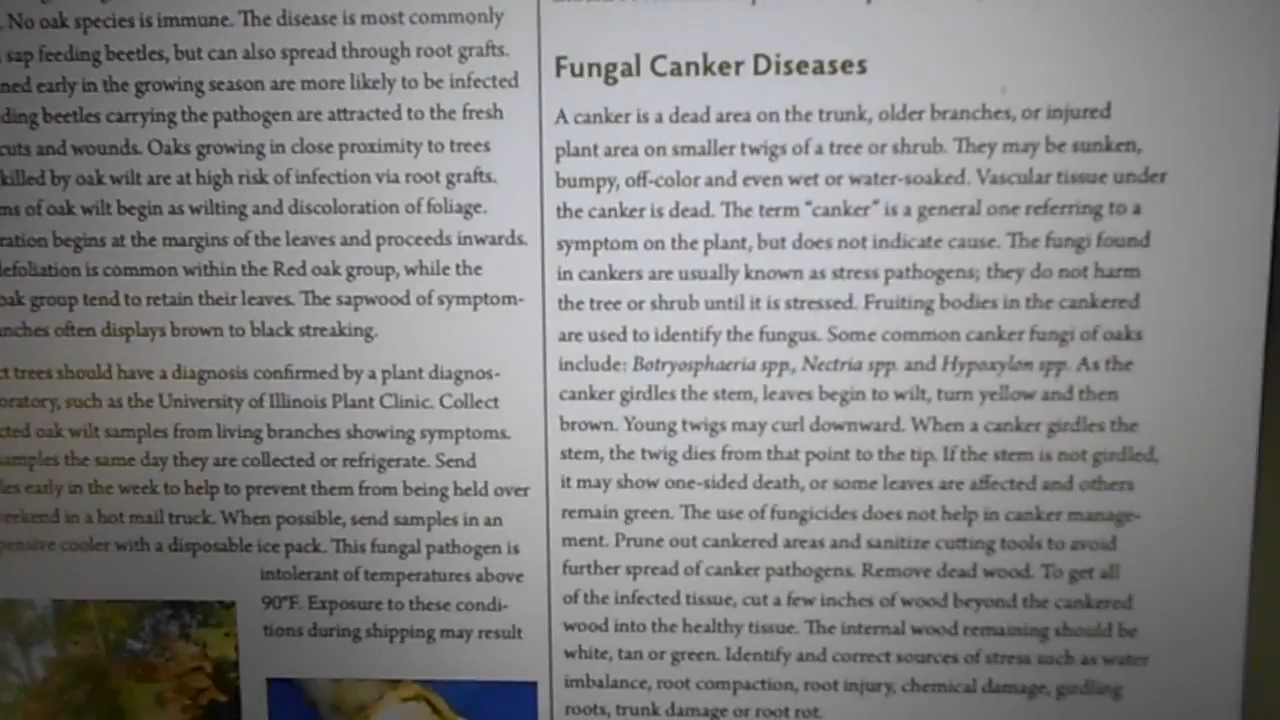 . No oak species is immune. The disease is most commonly
sap feeding beetles, but can also spread through root grafts.
ned early in the growing season are more likely to be infected
ding beetles carrying the pathogen are attracted to the fresh
cuts and wounds. Oaks growing in close proximity to trees
killed by oak wilt are at high risk of infection via root grafts.
ms of oak wilt begin as wilting and discoloration of foliage.
ration begins at the margins of the leaves and proceeds inwards.
defoliation is common within the Red oak group, while the
oak group tend to retain their leaves. The sapwood of symptom-
nches often displays brown to black streaking.
ct trees should have a diagnosis confirmed by a plant diagnos-
oratory, such as the University of Illinois Plant Clinic. Collect
cted oak wilt samples from living branches showing symptoms.
samples the same day they are collected or refrigerate. Send
les early in the week to help to prevent them from being held over
eekend in a hot mail truck. When possible, send samples in an
pensive cooler with a disposable ice pack. This fungal pathogen is
intolerant of temperatures above
90°F. Exposure to these condi-
tions during shipping may result
Fungal Canker Diseases
A canker is a dead area on the trunk, older branches, or injured
plant area on smaller twigs of a tree or shrub. They may be sunken,
bumpy, off-color and even wet or water-soaked. Vascular tissue under
the canker is dead. The term "canker" is a general one referring to a
symptom on the plant, but does not indicate cause. The fungi found
in cankers are usually known as stress pathogens; they do not harm
the tree or shrub until it is stressed. Fruiting bodies in the cankered
are used to identify the fungus. Some common canker fungi of oaks
include: Botryosphaeria spp., Nectria spp. and Hypoxylon spp. As the
canker girdles the stem, leaves begin to wilt, turn yellow and then
brown. Young twigs may curl downward. When a canker girdles the
stem, the twig dies from that point to the tip. If the stem is not girdled,
it may show one-sided death, or some leaves are affected and others
remain green. The use of fungicides does not help in canker manage-
ment. Prune out cankered areas and sanitize cutting tools to avoid
further spread of canker pathogens. Remove dead wood. To get all
of the infected tissue, cut a few inches of wood beyond the cankered
wood into the healthy tissue. The internal wood remaining should be
white, tan or green. Identify and correct sources of stress such as water
imbalance, root compaction, root injury, chemical damage, girdling
roots, trunk damage or root rot.